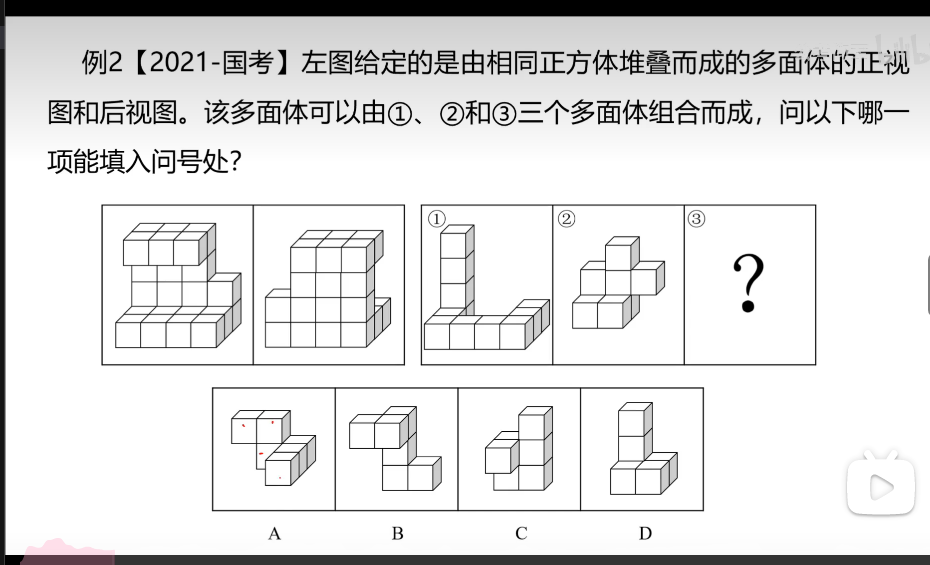 例2【2021-国考】左图给定的是由相同正方体堆叠而成的多面体的正视
图和后视图。该多面体可以由①、②和③三个多面体组合而成，问以下哪一
项能填入问号处？
① ② ③
?
A B C D